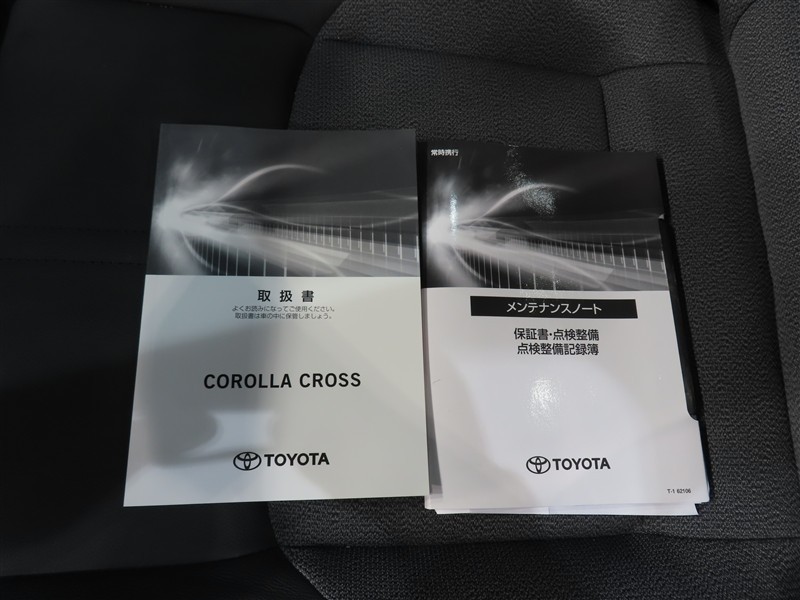 取扱書
よくお読みになってご使用ください。
取扱書は車の中に保管しましょう。
COROLLA CROSS
TOYOTA
常時携行
メンテナンスノート
保証書・点検整備
点検整備記録簿
TOYOTA
T-1 62106